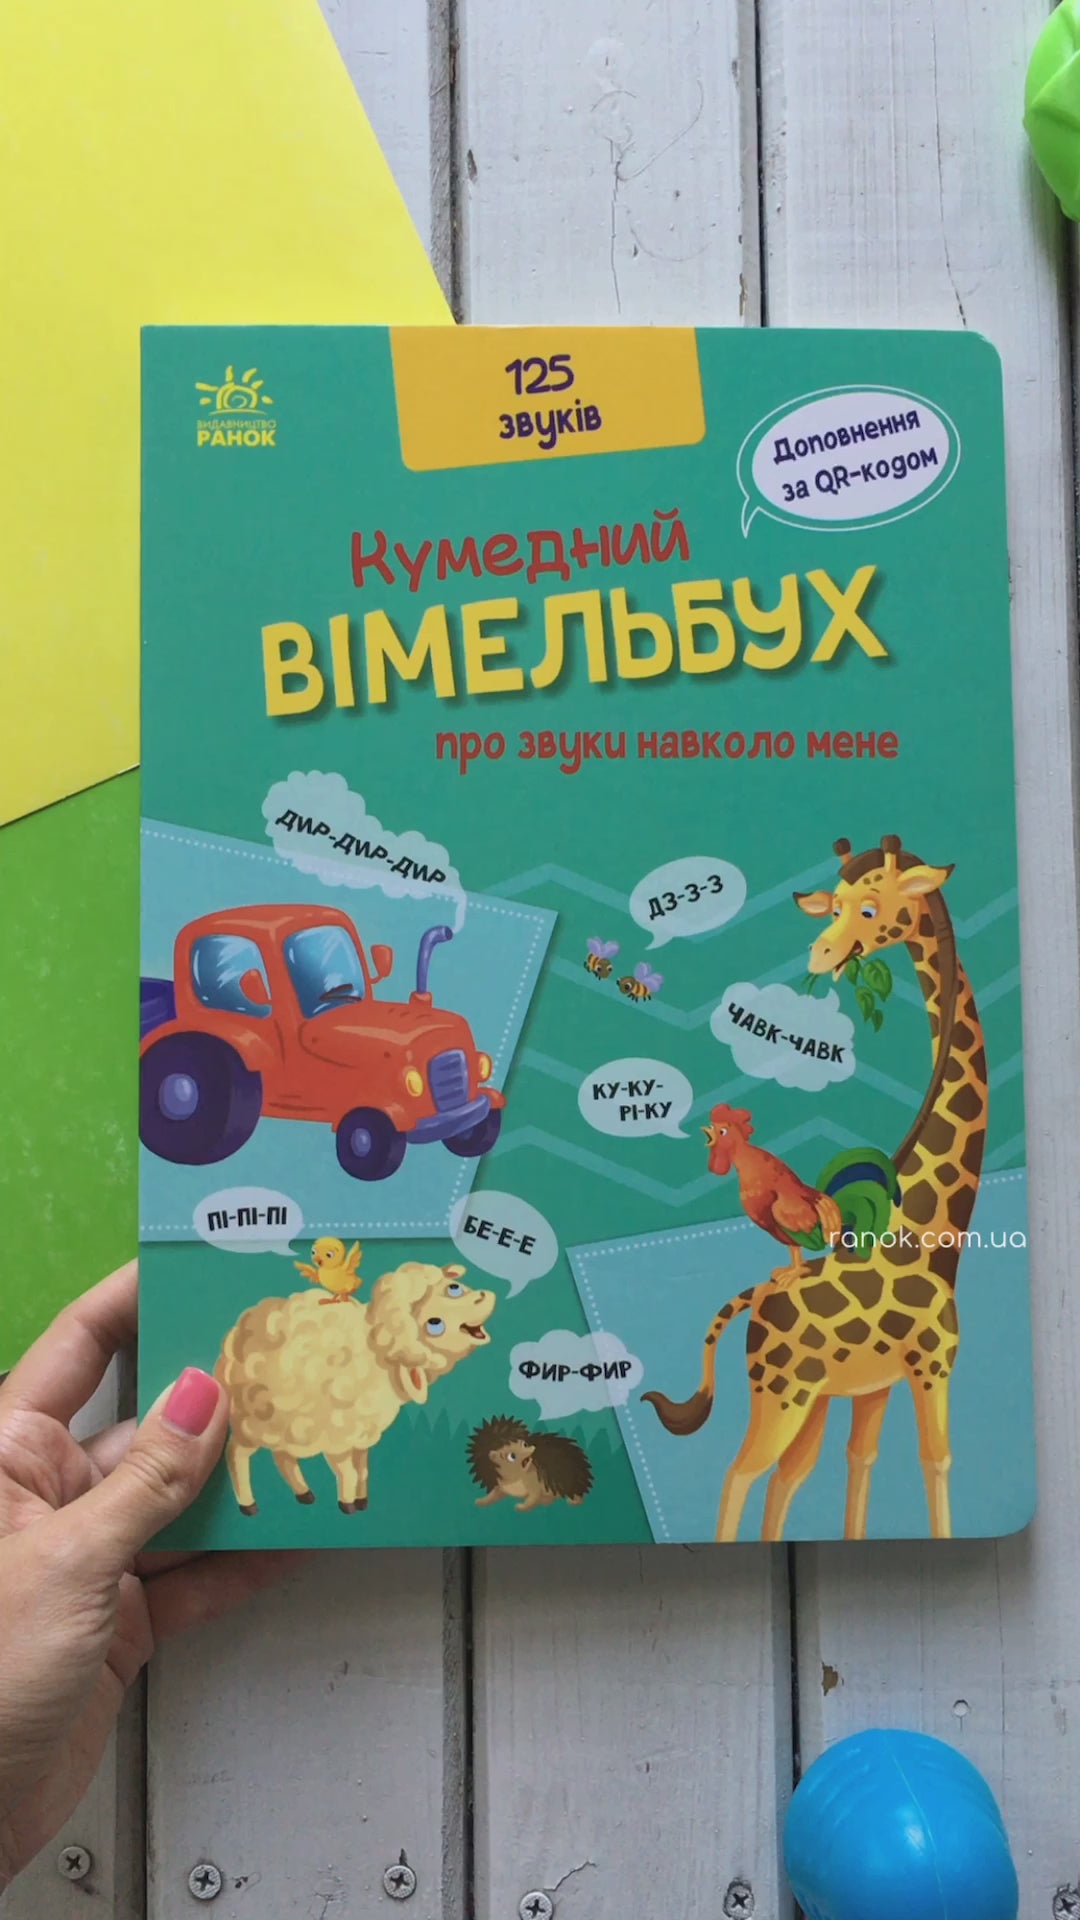 125
звуків
ВИДАВНИЦТВО
РАНОК
Доповнення
за QR-кодом
Кумедний
ВІМЕЛЬБУХ
про звуки навколо мене
ДИР-ДИР-ДИР
ДЗ-З-З
ЧАВК-ЧАВК
КУ-КУ-
РІ-КУ
ПІ-ПІ-ПІ
БЕ-Е-Е
ranok.com.ua
ФИР-ФИР